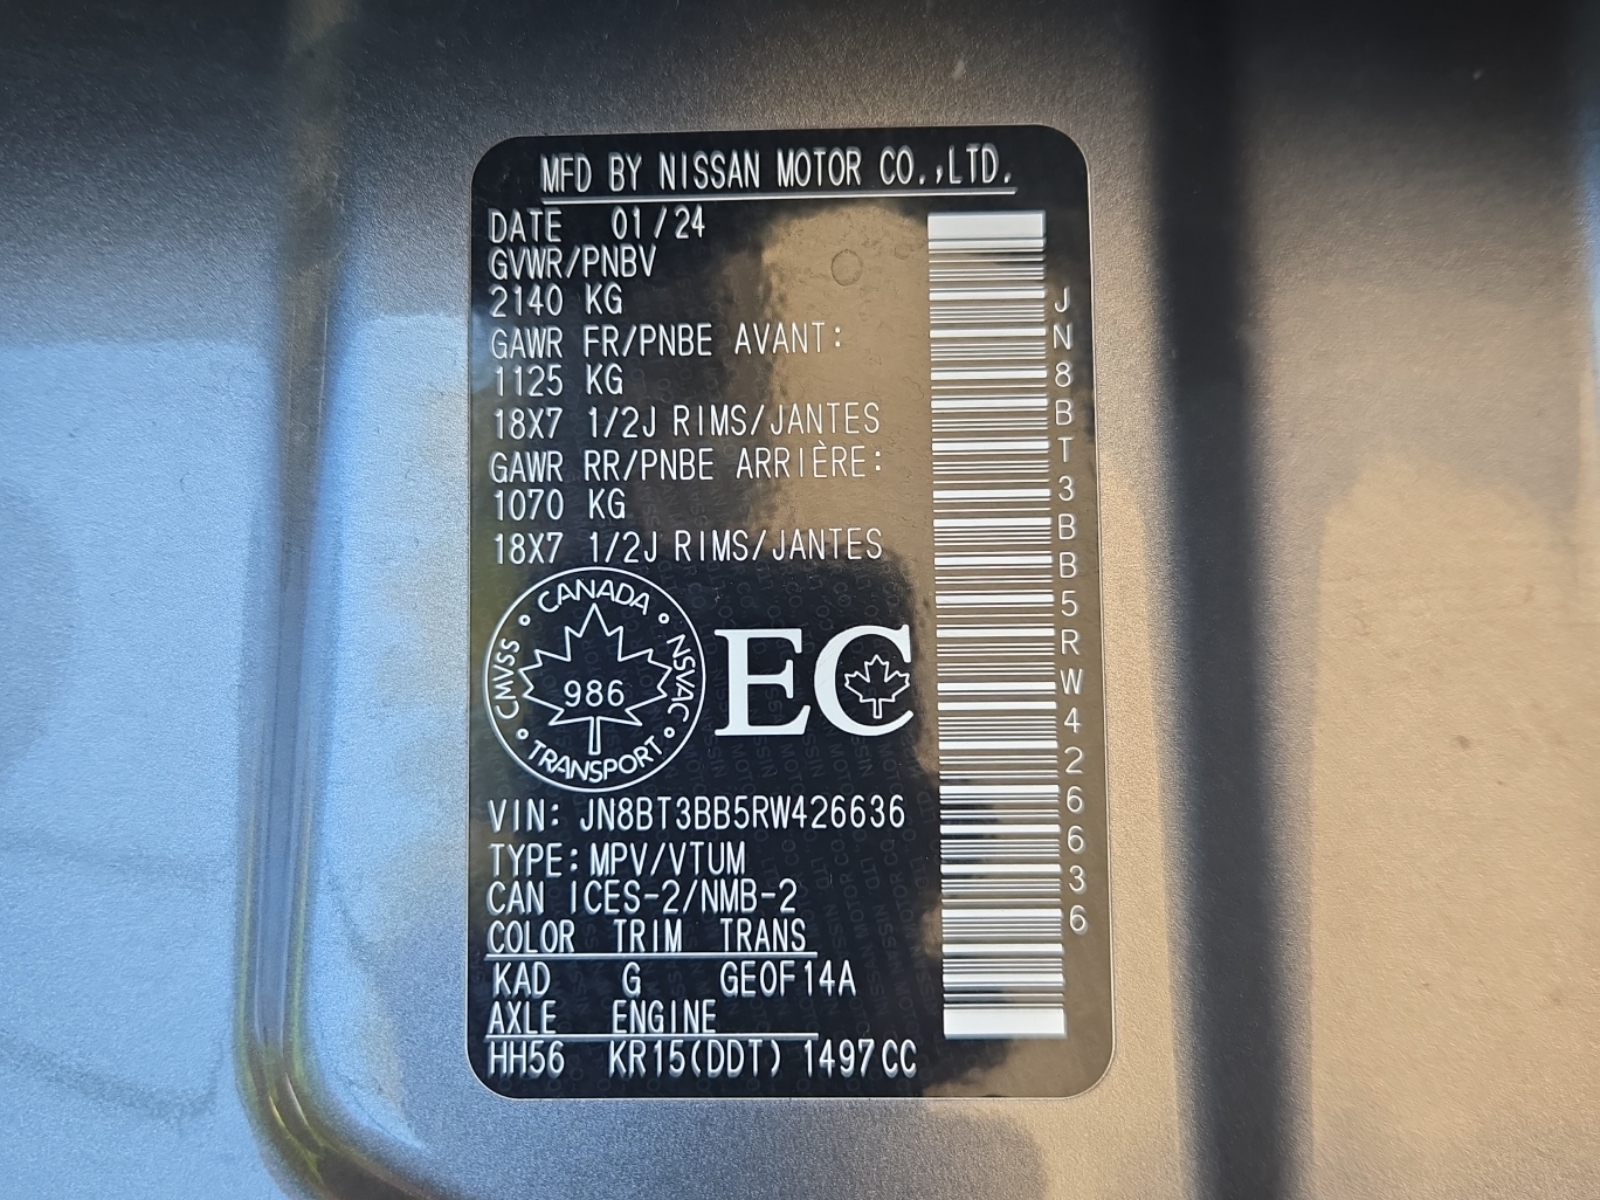 MFD BY NISSAN MOTOR CO.,LTD.
DATE 01/24
GVWR/PNBV
2140 KG
GAWR FR/PNBE AVANT:
1125 KG
18X7 1/2J RIMS/JANTES
GAWR RR/PNBE ARRIÈRE:
1070 KG
18X7 1/2J RIMS/JANTES
CANADA
CMVSS
NSVAC
986
TRANSPORT
EC
VIN: JN8BT3BB5RW426636
TYPE: MPV/VTUM
CAN ICES-2/NMB-2
COLOR TRIM TRANS
KAD G GE0F14A
AXLE ENGINE
HH56 KR15(DDT) 1497CC
JN8BT3BB5RW426636